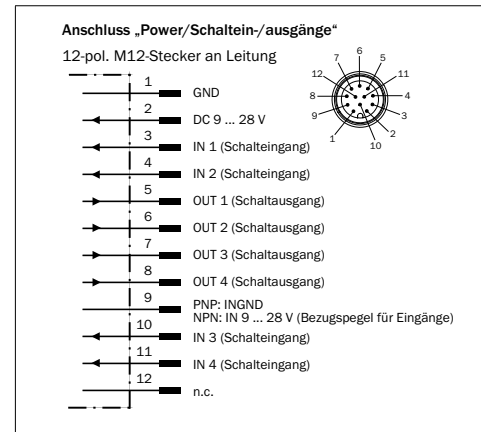 Anschluss „Power/Schaltein-/ausgänge“
12-pol. M12-Stecker an Leitung
1 GND
2 DC 9 ... 28 V
3 IN 1 (Schalteingang)
4 IN 2 (Schalteingang)
5 OUT 1 (Schaltausgang)
6 OUT 2 (Schaltausgang)
7 OUT 3 (Schaltausgang)
8 OUT 4 (Schaltausgang)
9 PNP: INGND
NPN: IN 9 ... 28 V (Bezugspegel für Eingänge)
10 IN 3 (Schalteingang)
11 IN 4 (Schalteingang)
12 n.c.
6
7 5
12 11
8 4
9 3
1 2
10